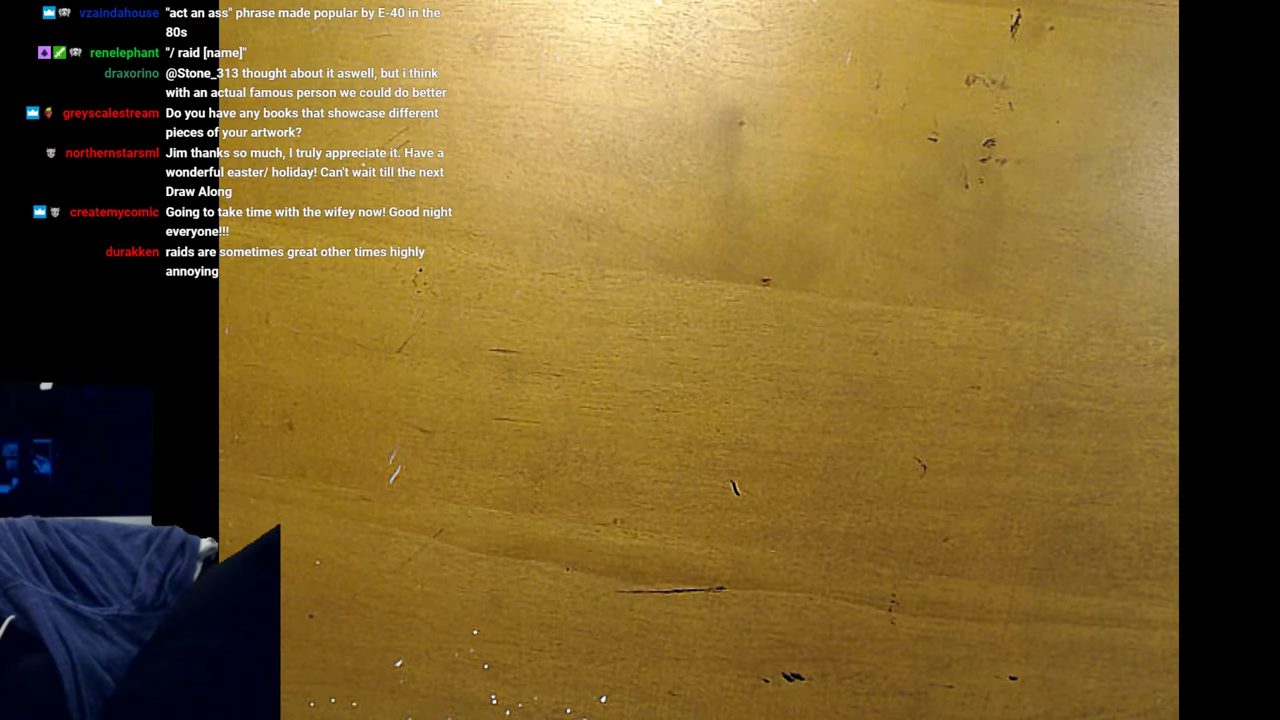 vzaindahouse "act an ass" phrase made popular by E-40 in the
80s
renelephant "/ raid [name]"
draxorino @Stone_313 thought about it aswell, but i think
with an actual famous person we could do better
greyscalestream Do you have any books that showcase different
pieces of your artwork?
northernstarsml Jim thanks so much, I truly appreciate it. Have a
wonderful easter/ holiday! Can't wait till the next
Draw Along
createmycomic Going to take time with the wifey now! Good night
everyone!!!
durakken raids are sometimes great other times highly
annoying